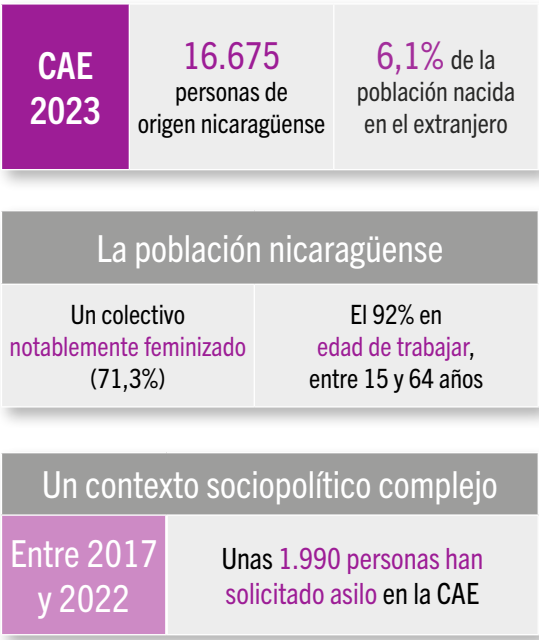 CAE
2023
16.675
personas de
origen nicaragüense
6,1% de la
población nacida
en el extranjero
La población nicaragüense
Un colectivo
notablemente feminizado
(71,3%)
El 92% en
edad de trabajar,
entre 15 y 64 años
Un contexto sociopolítico complejo
Entre 2017
y 2022
Unas 1.990 personas han
solicitado asilo en la CAE